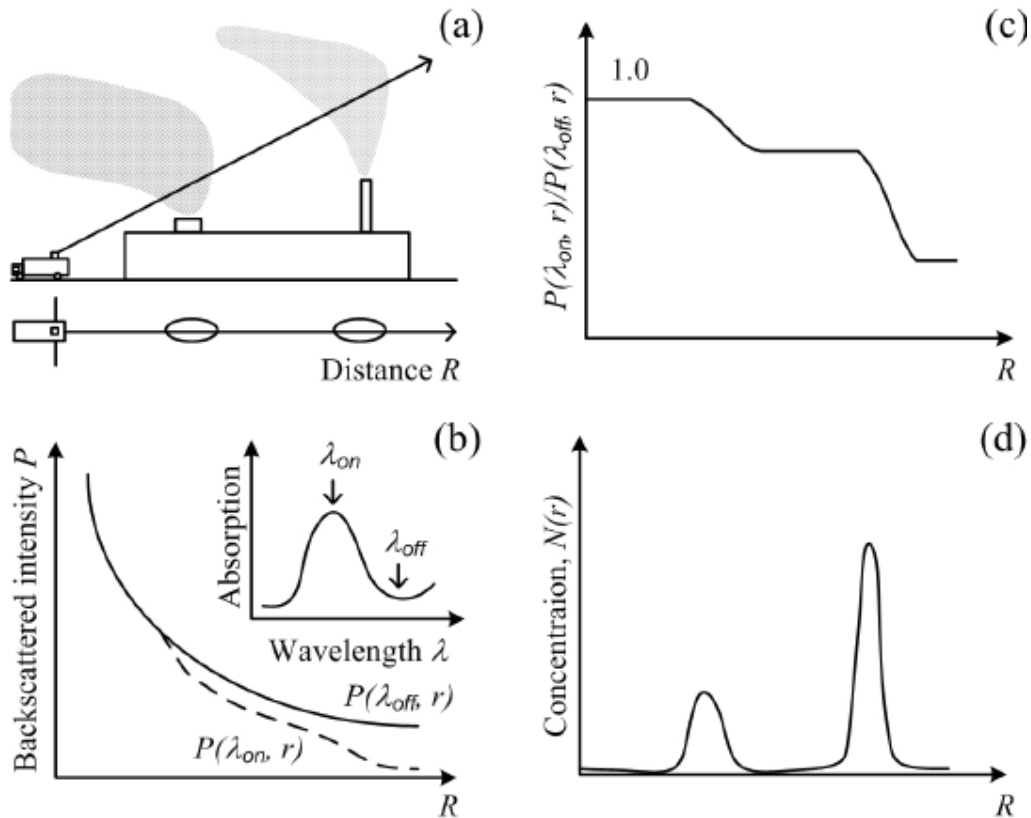 (a)
Distance R
(b)
Backscattered intensity P
Absorption
λon
λoff
Wavelength λ
P(λoff, r)
P(λon, r)
R
(c)
P(λon, r)/P(λoff, r)
1.0
R
(d)
Concentraion, N(r)
R